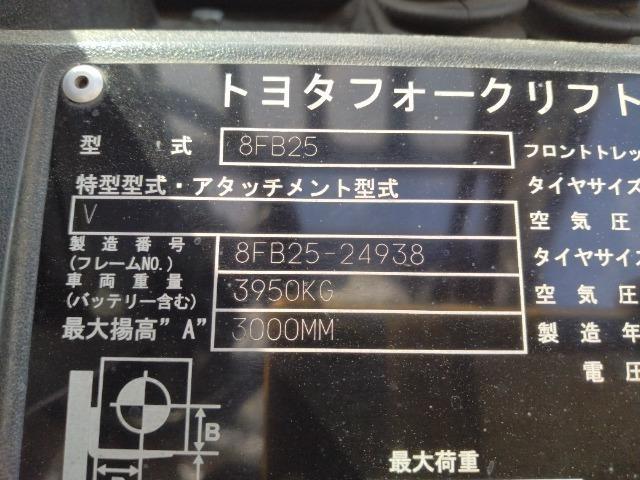 トヨタフォークリフト
型 式 8FB25 フロントトレッ
特型型式・アタッチメント型式 タイヤサイズ
V 空気圧
製造番号 (フレームNO.) 8FB25-24938 タイヤサイズ
車両重量 (バッテリー含む) 3950KG 空気圧
最大揚高"A" 3000MM 製造年
電圧
B
最大荷重